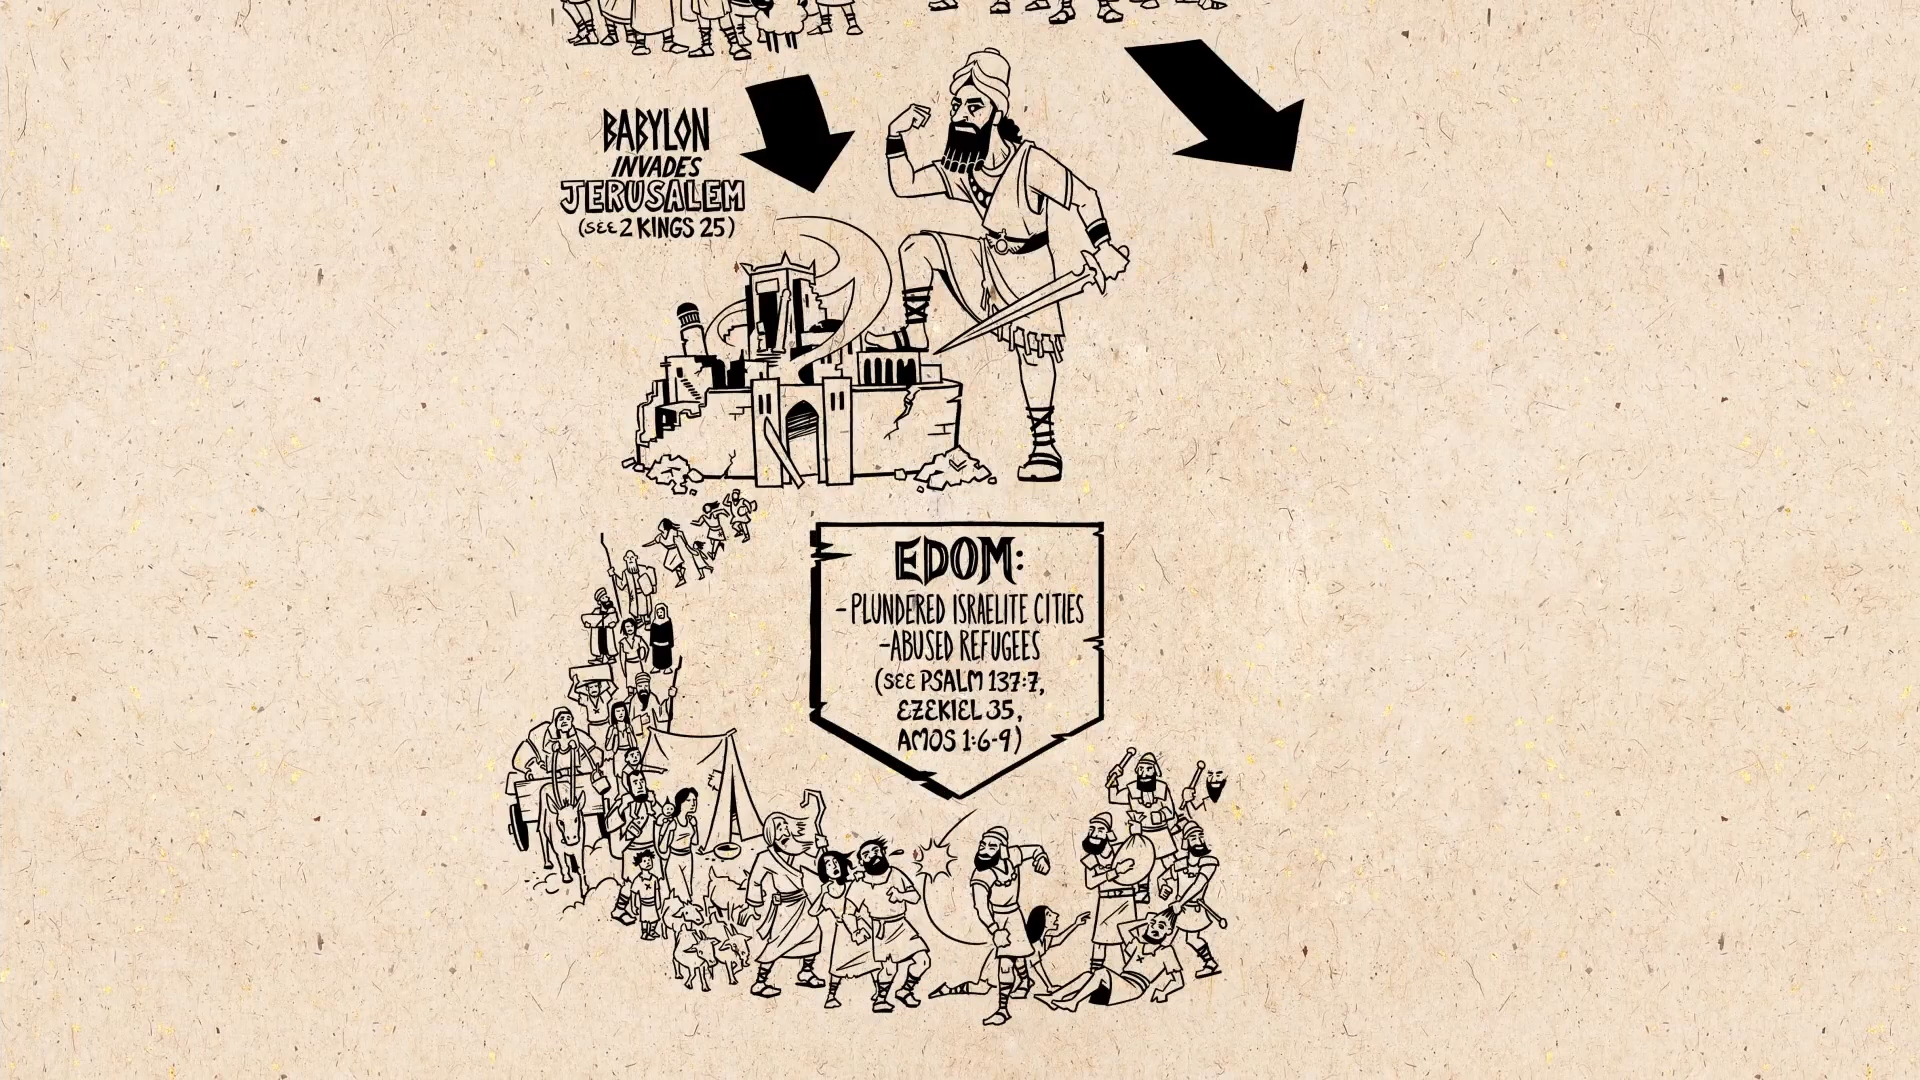 BABYLON
INVADES
JERUSALEM
(SEE 2 KINGS 25)
EDOM:
-PLUNDERED ISRAELITE CITIES
-ABUSED REFUGEES
(SEE PSALM 137:7,
EZEKIEL 35,
AMOS 1:6-9)